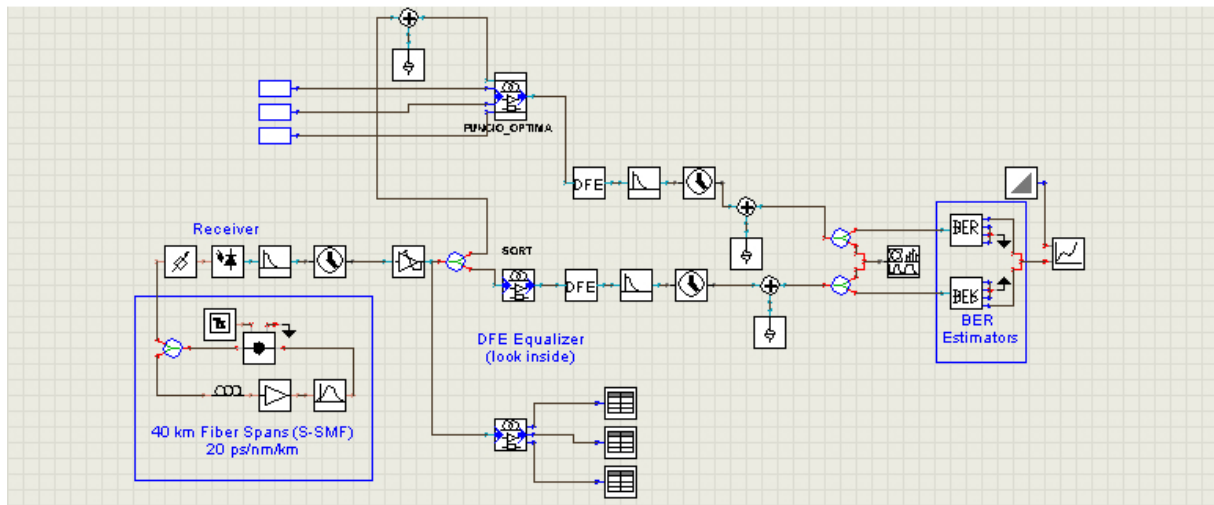 FUNCIO_OPTIMA
DFE
Receiver
BER
SQRT
DFE
BER
DFE Equalizer
(look inside)
BER
Estimators
Tx
40 km Fiber Spans (S-SMF)
20 ps/nm/km